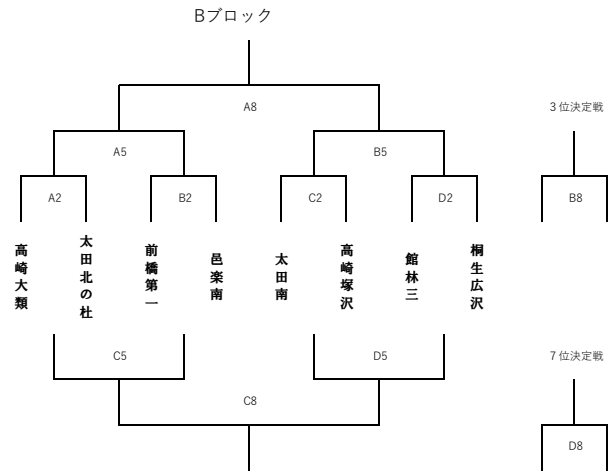 Bブロック
A8
3位決定戦
A5
B5
A2
B2
C2
D2
B8
高崎大類
太田北の杜
前橋第一
邑楽南
太田南
高崎塚沢
館林三
桐生広沢
C5
D5
7位決定戦
C8
D8